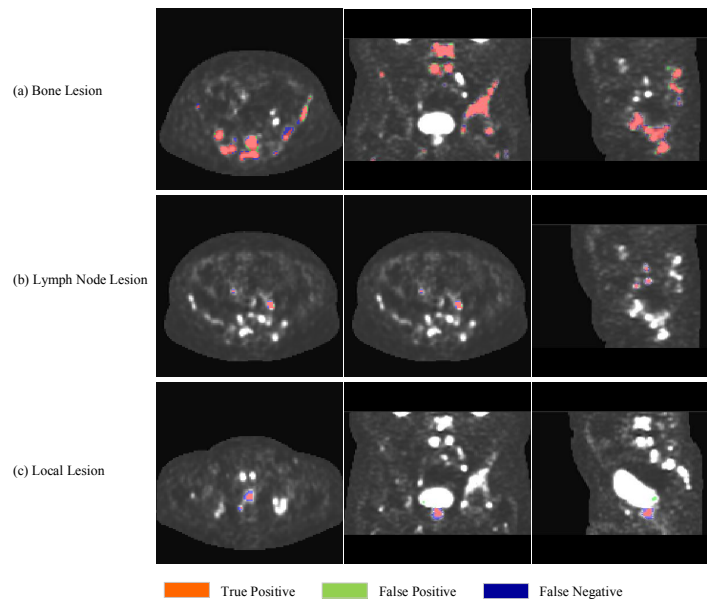 (a) Bone Lesion
(b) Lymph Node Lesion
(c) Local Lesion
True Positive False Positive False Negative